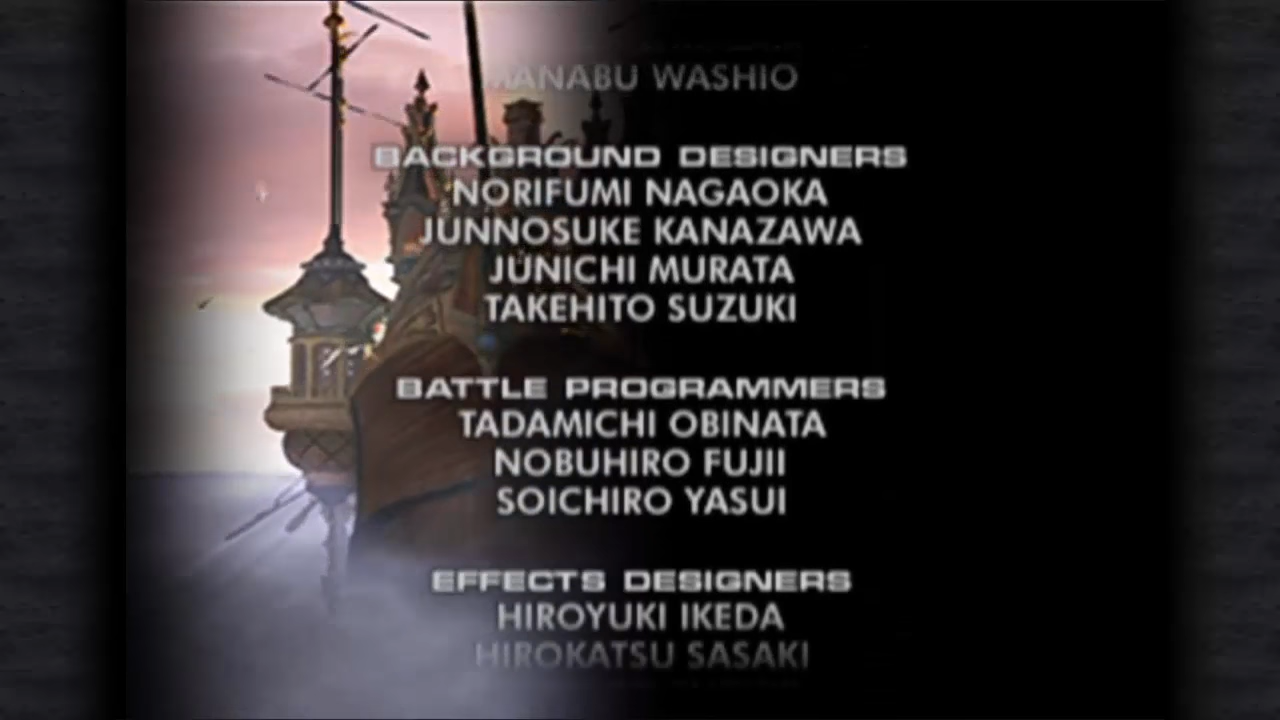 MANABU WASHIO
BACKGROUND DESIGNERS
NORIFUMI NAGAOKA
JUNNOSUKE KANAZAWA
JUNICHI MURATA
TAKEHITO SUZUKI
BATTLE PROGRAMMERS
TADAMICHI OBINATA
NOBUHIRO FUJII
SOICHIRO YASUI
EFFECTS DESIGNERS
HIROYUKI IKEDA
HIROKATSU SASAKI